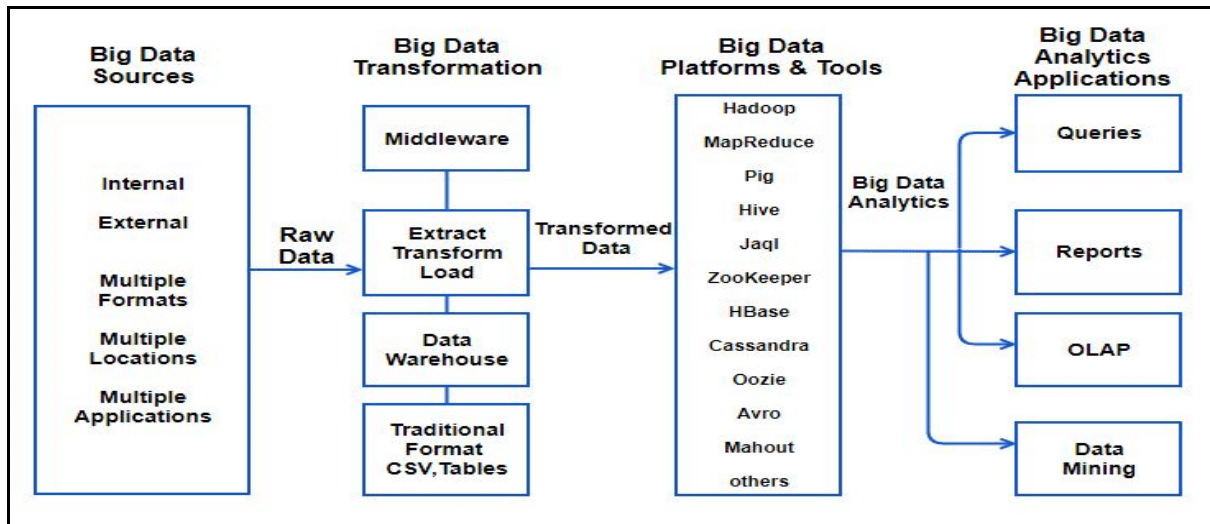 Big Data
Sources
Internal
External
Multiple
Formats
Multiple
Locations
Multiple
Applications
Raw
Data
Big Data
Transformation
Middleware
Extract
Transform
Load
Data
Warehouse
Traditional
Format
CSV,Tables
Transformed
Data
Big Data
Platforms & Tools
Hadoop
MapReduce
Pig
Hive
Jaql
ZooKeeper
HBase
Cassandra
Oozie
Avro
Mahout
others
Big Data
Analytics
Big Data
Analytics
Applications
Queries
Reports
OLAP
Data
Mining